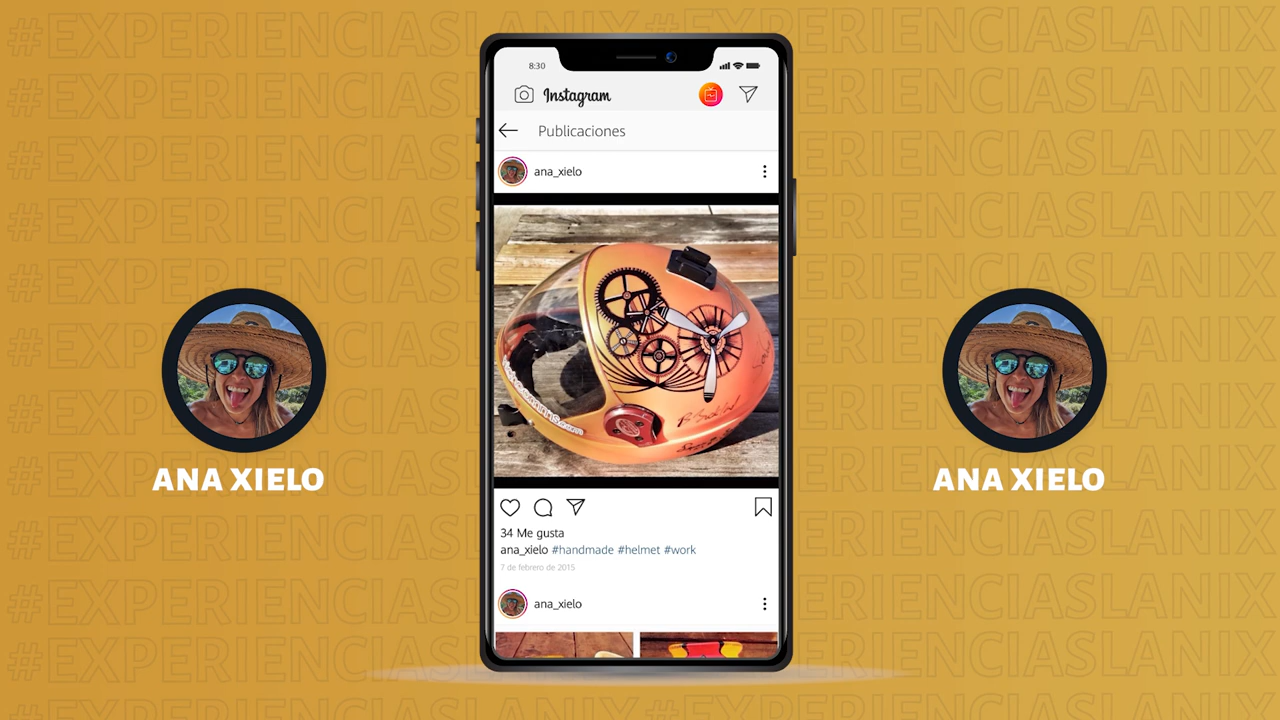 #EXPERIENCIASLANIX#EXPERIENCIASLANIX
8:30
Instagram
Publicaciones
ana_xielo
34 Me gusta
ana_xielo #handmade #helmet #work
7 de febrero de 2015
ana_xielo
ANA XIELO
ANA XIELO